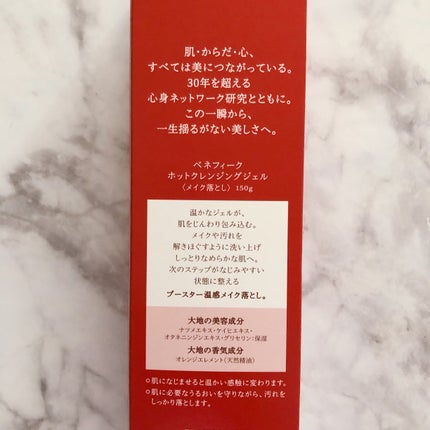 肌・からだ・心、
すべては美につながっている。
30年を超える
心身ネットワーク研究とともに。
この一瞬から、
一生揺るがない美しさへ。
ベネフィーク
ホットクレンジングジェル
〈メイク落とし〉 150g
温かなジェルが、
肌をじんわり包み込む。
メイクや汚れを
解きほぐすように洗い上げ
しっとりなめらかな肌へ。
次のステップがなじみやすい
状態に整える
ブースター温感メイク落とし。
大地の美容成分
ナツメエキス・ケイヒエキス・
オタネニンジンエキス・グリセリン:保湿
大地の香気成分
オレンジエレメント(天然精油)
○肌になじませると温かい感触に変わります。
○肌に必要なうるおいを守りながら、汚れを
しっかり落とします。